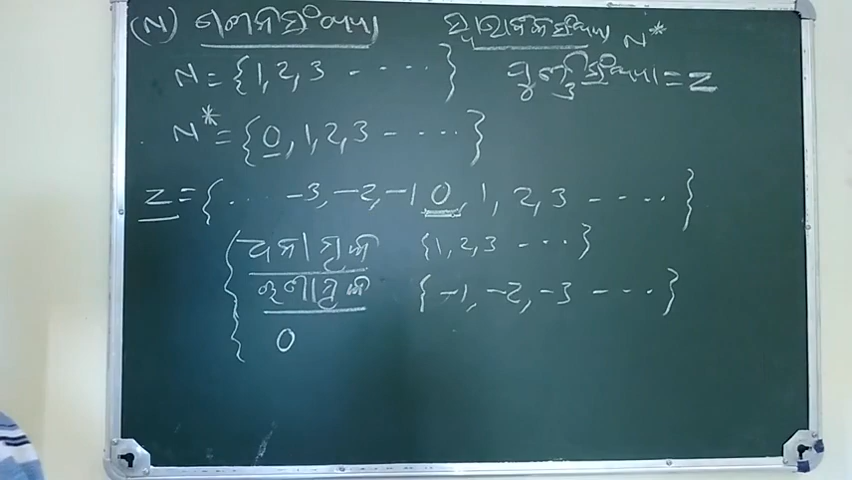 (N) ଗଣନସଂଖ୍ୟା ସ୍ୱାଭାବିକ ସଂଖ୍ୟା N*
N = {1, 2, 3 - - - - ·} ପୂର୍ଣ୍ଣସଂଖ୍ୟା = Z
N* = {0, 1, 2, 3 - - - - ·}
Z = {· · · -3, -2, -1 0, 1, 2, 3 - - - - ·}
ଧନାତ୍ମକ {1, 2, 3 - - - ·}
ଋଣାତ୍ମକ {-1, -2, -3 - - - ·}
0